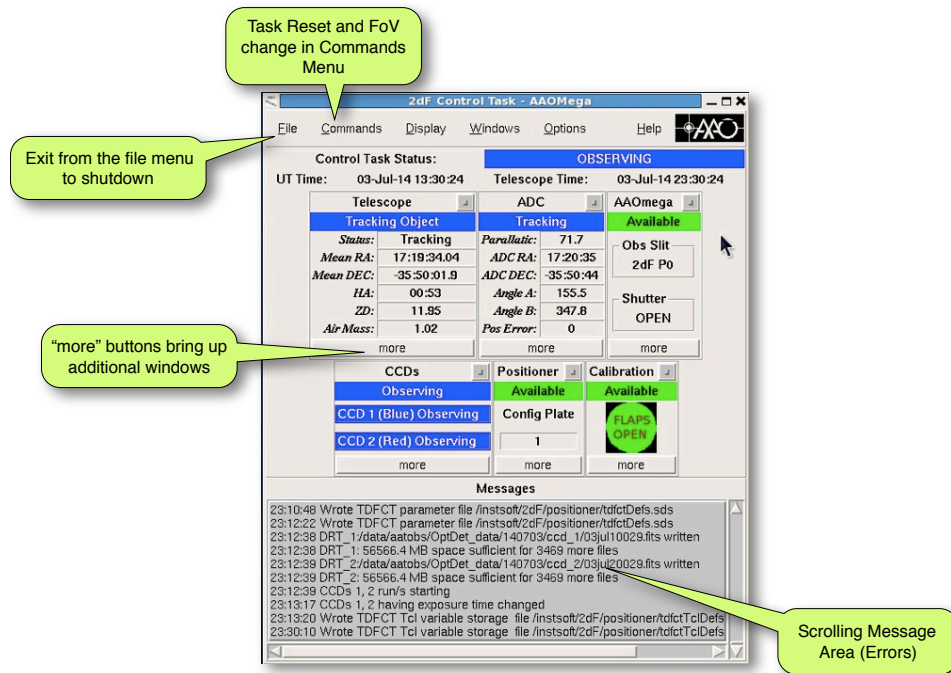 Task Reset and FoV
change in Commands
Menu
2dF Control Task - AAOMega
File Commands Display Windows Options Help AAO
Exit from the file menu
to shutdown
Control Task Status: OBSERVING
UT Time: 03-Jul-14 13:30:24 Telescope Time: 03-Jul-14 23:30:24
Telescope ADC AAOmega
Tracking Object Tracking Available
Status: Tracking Parallatic: 71.7 Obs Slit
Mean RA: 17:19:34.04 ADC RA: 17:20:35 2dF P0
Mean DEC: -35:50:01.9 ADC DEC: -35:50:44
HA: 00:53 Angle A: 155.5 Shutter
ZD: 11.95 Angle B: 347.8 OPEN
Air Mass: 1.02 Pos Error: 0
more more more
“more” buttons bring up
additional windows
CCDs Positioner Calibration
Observing Available Available
CCD 1 (Blue) Observing Config Plate FLAPS
OPEN
CCD 2 (Red) Observing 1
more more more
Messages
23:10:48 Wrote TDFCT parameter file /instsoft/2dF/positioner/tdfctDefs.sds
23:12:22 Wrote TDFCT parameter file /instsoft/2dF/positioner/tdfctDefs.sds
23:12:38 DRT_1:/data/aatobs/OptDet_data/140703/ccd_1/03jul10029.fits written
23:12:38 DRT_1: 56566.4 MB space sufficient for 3469 more files
23:12:39 DRT_2:/data/aatobs/OptDet_data/140703/ccd_2/03jul20029.fits written
23:12:39 DRT_2: 56566.4 MB space sufficient for 3469 more files
23:12:39 CCDs 1, 2 run/s starting
23:13:17 CCDs 1, 2 having exposure time changed
23:13:20 Wrote TDFCT Tcl variable storage file /instsoft/2dF/positioner/tdfctTclDefs
23:30:10 Wrote TDFCT Tcl variable storage file /instsoft/2dF/positioner/tdfctTclDefs
Scrolling Message
Area (Errors)